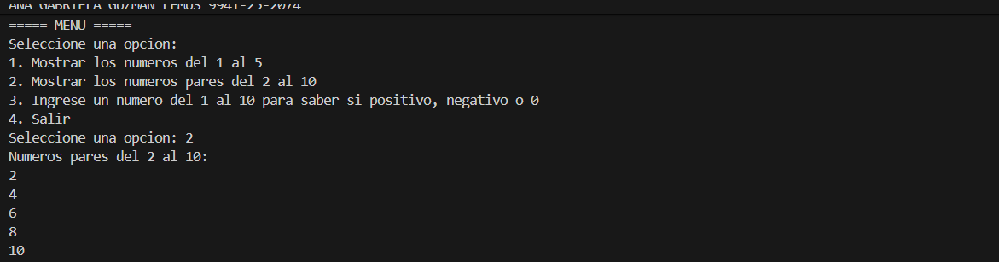 ANA GABRIELA GUZMAN LEMUS 9941-25-2074
===== MENU =====
Seleccione una opcion:
1. Mostrar los numeros del 1 al 5
2. Mostrar los numeros pares del 2 al 10
3. Ingrese un numero del 1 al 10 para saber si positivo, negativo o 0
4. Salir
Seleccione una opcion: 2
Numeros pares del 2 al 10:
2
4
6
8
10